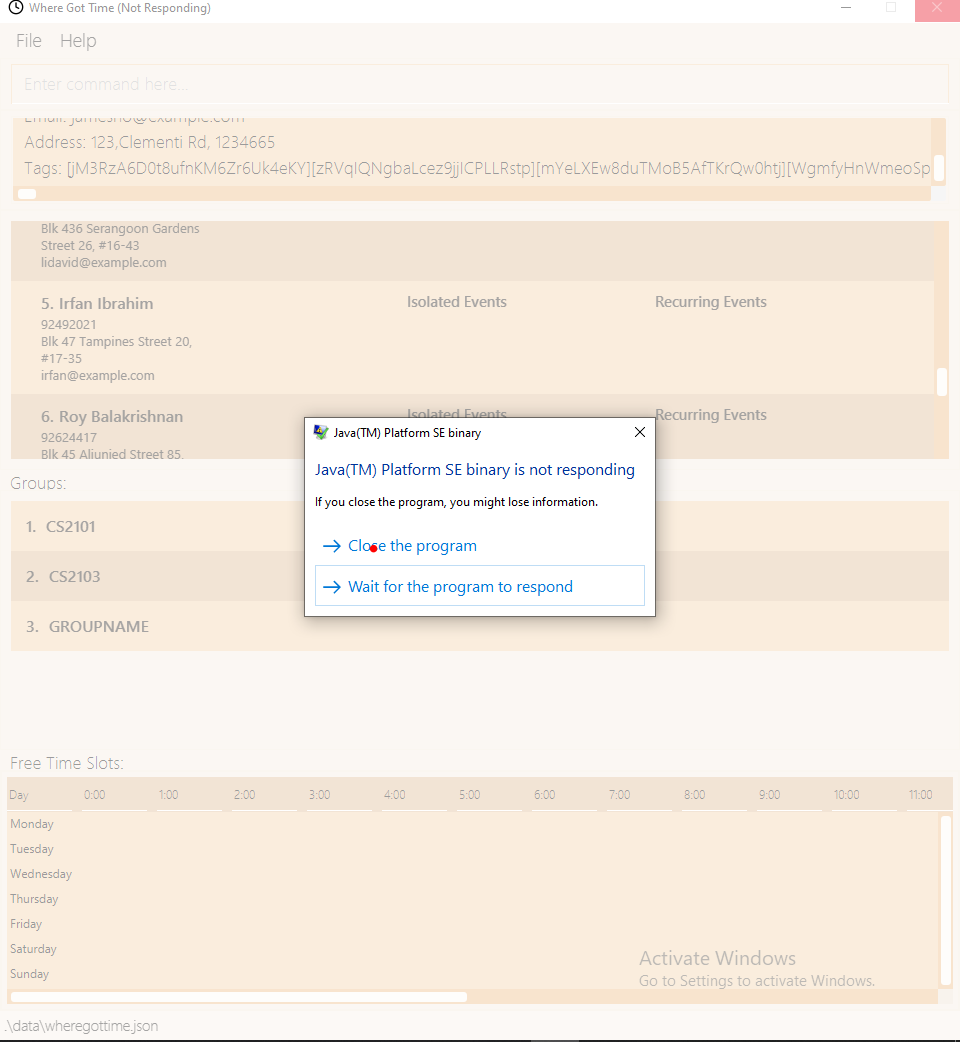 Where Got Time (Not Responding)
File Help
Enter command here...
Email: jamesho@example.com
Address: 123,Clementi Rd, 1234665
Tags: [jM3RzA6D0t8ufnKM6Zr6Uk4eKY][zRVqIQNgbaLcez9jjICPLLRstp][mYeLXEw8duTMoB5AfTKrQw0htj][WgmfyHnWmeoSp
Blk 436 Serangoon Gardens
Street 26, #16-43
lidavid@example.com
5. Irfan Ibrahim Isolated Events Recurring Events
92492021
Blk 47 Tampines Street 20,
#17-35
irfan@example.com
6. Roy Balakrishnan Isolated Events Recurring Events
92624417
Blk 45 Aljunied Street 85,
Java(TM) Platform SE binary
Java(TM) Platform SE binary is not responding
If you close the program, you might lose information.
Close the program
Wait for the program to respond
Groups:
1. CS2101
2. CS2103
3. GROUPNAME
Free Time Slots:
Day 0:00 1:00 2:00 3:00 4:00 5:00 6:00 7:00 8:00 9:00 10:00 11:00
Monday
Tuesday
Wednesday
Thursday
Friday
Saturday
Sunday
Activate Windows
Go to Settings to activate Windows.
.\data\wheregottime.json